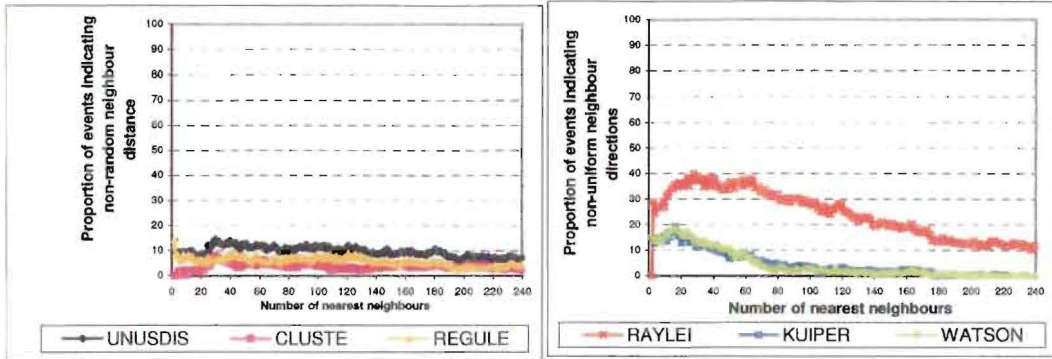 Proportion of events indicating
non-random neighbour
distance
100
90
80
70
60
50
40
30
20
10
0
0 20 40 60 80 100 120 140 160 180 200 220 240
Number of nearest neighbours
UNUSDIS CLUSTE REGULE
Proportion of events indicating
non-uniform neighbour
directions
100
90
80
70
60
50
40
30
20
10
0
0 20 40 60 80 100 120 140 160 180 200 220 240
Number of nearest neighbours
RAYLEI KUIPER WATSON